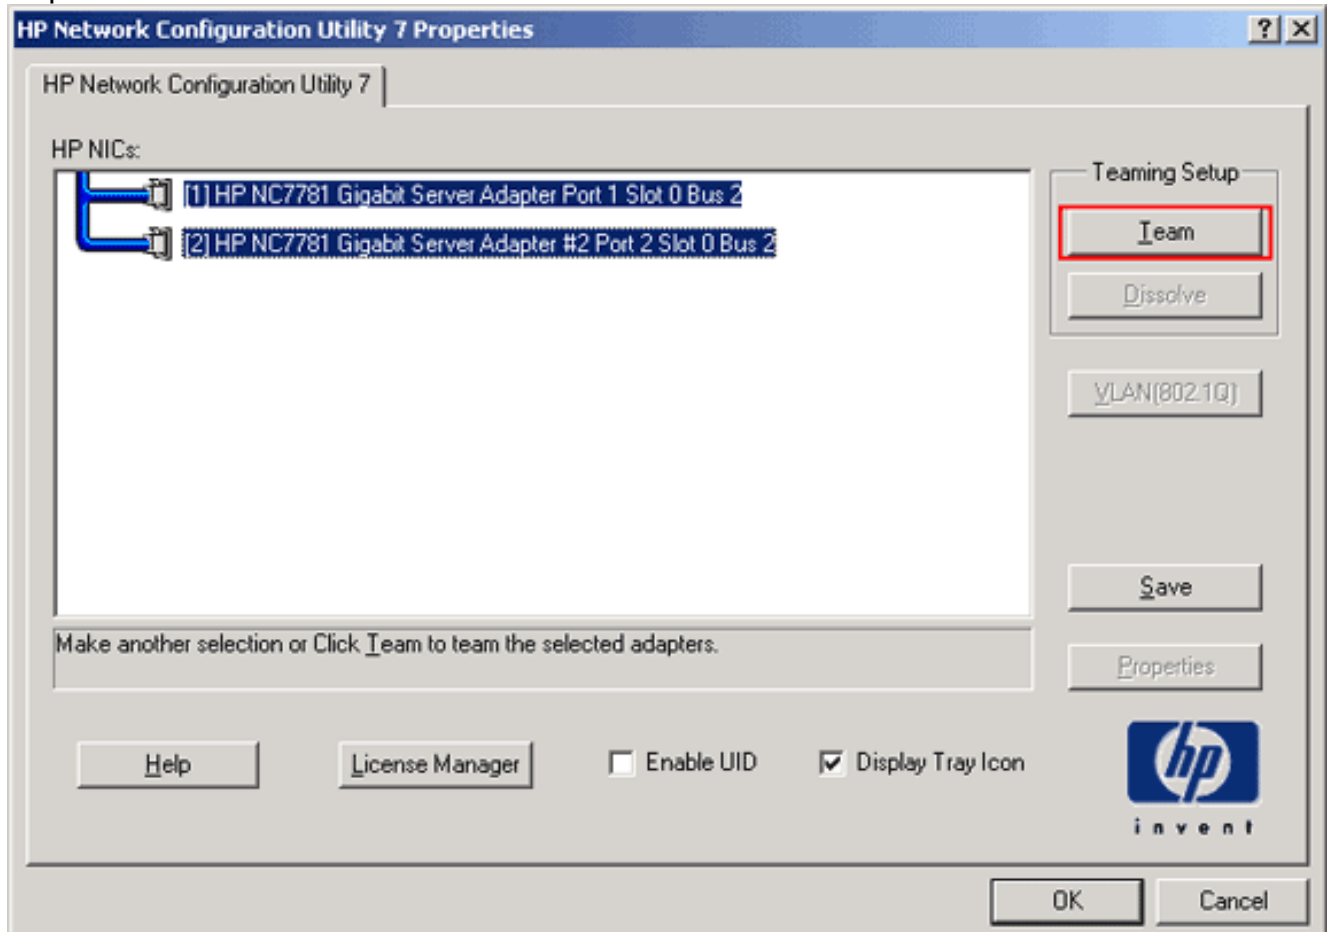 HP Network Configuration Utility 7 Properties
HP Network Configuration Utility 7
HP NICs:
[1] HP NC7781 Gigabit Server Adapter Port 1 Slot 0 Bus 2
[2] HP NC7781 Gigabit Server Adapter #2 Port 2 Slot 0 Bus 2
Teaming Setup
Team
Dissolve
VLAN(802.1Q)
Save
Make another selection or Click Team to team the selected adapters.
Properties
Help
License Manager
Enable UID
Display Tray Icon
hp
invent
OK
Cancel